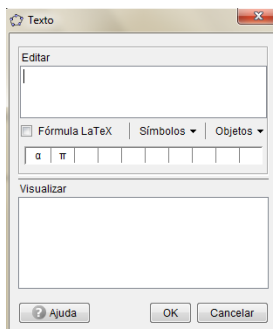 Texto
Editar
Fórmula LaTeX Símbolos Objetos
α π
Visualizar
Ajuda OK Cancelar